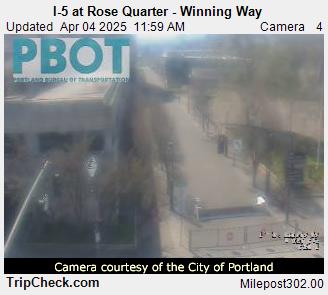 I-5 at Rose Quarter - Winning Way
Updated Apr 04 2025 11:59 AM Camera 4
PBOT
PORTLAND BUREAU OF TRANSPORTATION
Camera courtesy of the City of Portland
TripCheck.com Milepost302.00